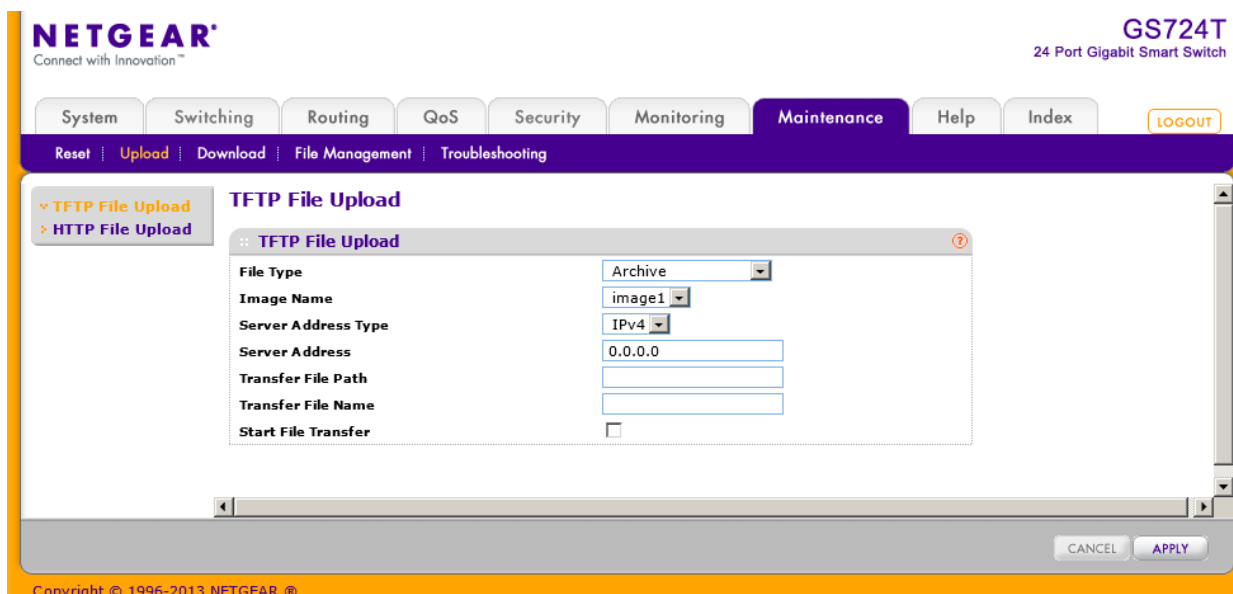 NETGEAR®
Connect with Innovation™
GS724T
24 Port Gigabit Smart Switch
System Switching Routing QoS Security Monitoring Maintenance Help Index LOGOUT
Reset Upload Download File Management Troubleshooting
TFTP File Upload
HTTP File Upload
TFTP File Upload
TFTP File Upload ?
File Type Archive
Image Name image1
Server Address Type IPv4
Server Address 0.0.0.0
Transfer File Path
Transfer File Name
Start File Transfer
CANCEL APPLY
Copyright © 1996-2013 NETGEAR ®